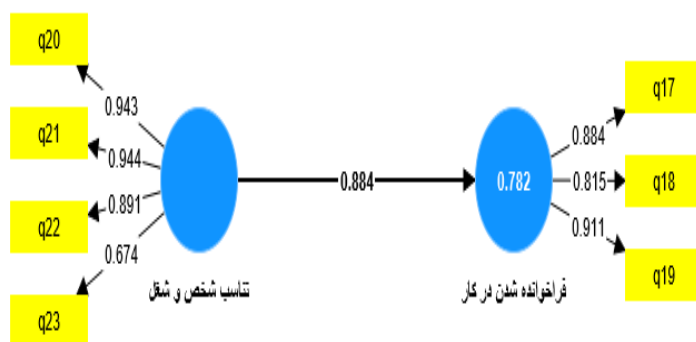 q20
0.943
q21
0.944
q22
0.891
q23
0.674
تناسب شخص و شغل
0.884
0.782
فراخوانده شدن در کار
q17
0.884
q18
0.815
q19
0.911